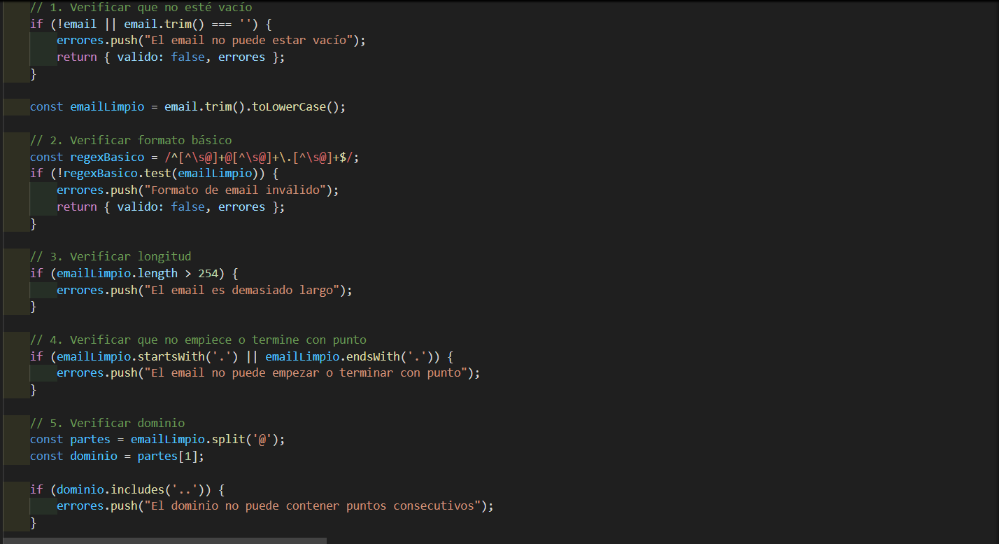 // 1. Verificar que no esté vacío
if (!email || email.trim() === '') {
errores.push("El email no puede estar vacío");
return { valido: false, errores };
}
const emailLimpio = email.trim().toLowerCase();
// 2. Verificar formato básico
const regexBasico = /^[^\s@]+@[^\s@]+\.[^\s@]+$/;
if (!regexBasico.test(emailLimpio)) {
errores.push("Formato de email inválido");
return { valido: false, errores };
}
// 3. Verificar longitud
if (emailLimpio.length > 254) {
errores.push("El email es demasiado largo");
}
// 4. Verificar que no empiece o termine con punto
if (emailLimpio.startsWith('.') || emailLimpio.endsWith('.')) {
errores.push("El email no puede empezar o terminar con punto");
}
// 5. Verificar dominio
const partes = emailLimpio.split('@');
const dominio = partes[1];
if (dominio.includes('..')) {
errores.push("El dominio no puede contener puntos consecutivos");
}